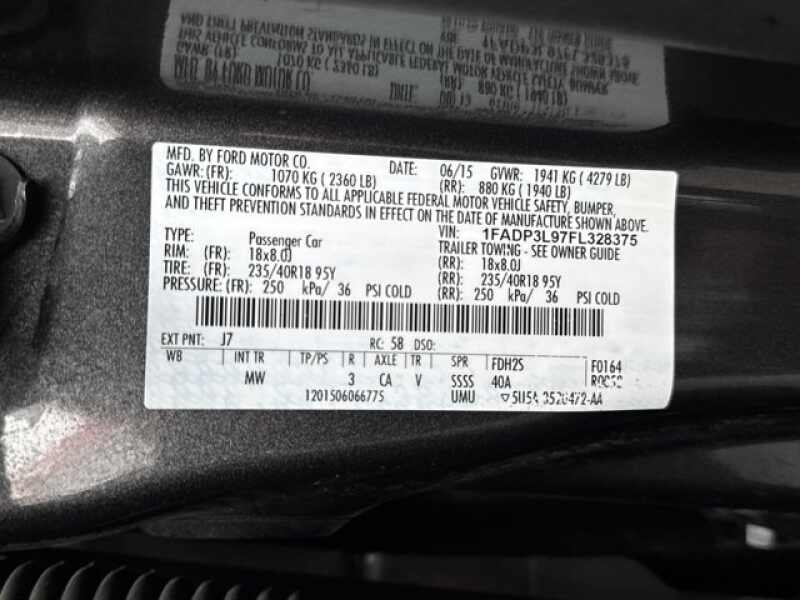 MFD. BY FORD MOTOR CO. DATE: 06/15 GVWR: 1941 KG ( 4279 LB)
GAWR: (FR): 1070 KG ( 2360 LB) (RR): 880 KG ( 1940 LB)
THIS VEHICLE CONFORMS TO ALL APPLICABLE FEDERAL MOTOR VEHICLE SAFETY, BUMPER,
AND THEFT PREVENTION STANDARDS IN EFFECT ON THE DATE OF MANUFACTURE SHOWN ABOVE.
VIN: 1FADP3L97FL328375
TYPE: Passenger Car TRAILER TOWING - SEE OWNER GUIDE
RIM: (FR) 18x8.0J (RR): 18x8.0J
TIRE: (FR) 235/40R18 95Y (RR): 235/40R18 95Y
PRESSURE: (FR): 250 kPa/ 36 PSI COLD (RR): 250 kPa/ 36 PSI COLD
EXT PNT: J7 RC: 58 DSO:
WB INT TR TP/PS R AXLE TR SPR FDH2S F0164
MW 3 CA V SSSS 40A
1201506066775 UMU